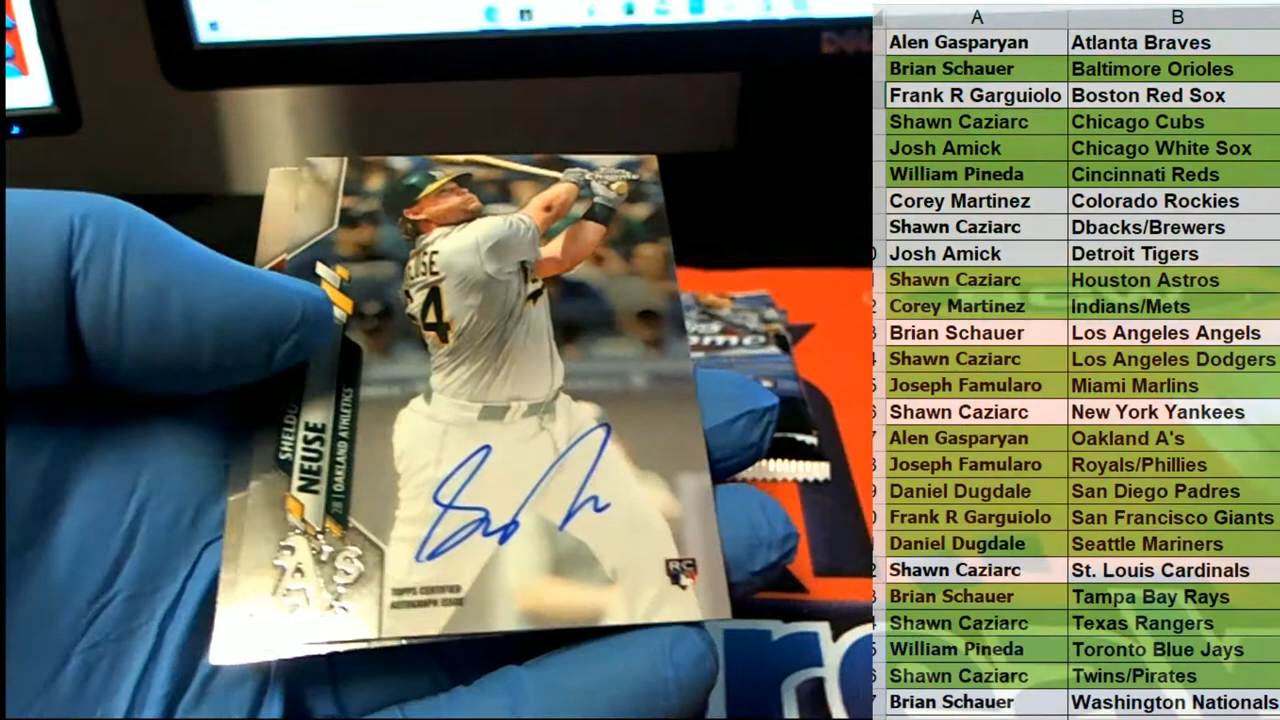 A B
Alen Gasparyan Atlanta Braves
Brian Schauer Baltimore Orioles
Frank R Garguiolo Boston Red Sox
Shawn Caziarc Chicago Cubs
Josh Amick Chicago White Sox
William Pineda Cincinnati Reds
Corey Martinez Colorado Rockies
Shawn Caziarc Dbacks/Brewers
Josh Amick Detroit Tigers
Shawn Caziarc Houston Astros
Corey Martinez Indians/Mets
Brian Schauer Los Angeles Angels
Shawn Caziarc Los Angeles Dodgers
Joseph Famularo Miami Marlins
Shawn Caziarc New York Yankees
Alen Gasparyan Oakland A's
Joseph Famularo Royals/Phillies
Daniel Dugdale San Diego Padres
Frank R Garguiolo San Francisco Giants
Daniel Dugdale Seattle Mariners
Shawn Caziarc St. Louis Cardinals
Brian Schauer Tampa Bay Rays
Shawn Caziarc Texas Rangers
William Pineda Toronto Blue Jays
Shawn Caziarc Twins/Pirates
Brian Schauer Washington Nationals
NEUSE
2B | OAKLAND ATHLETICS
A's
TOPPS CERTIFIED
AUTOGRAPH ISSUE
RC